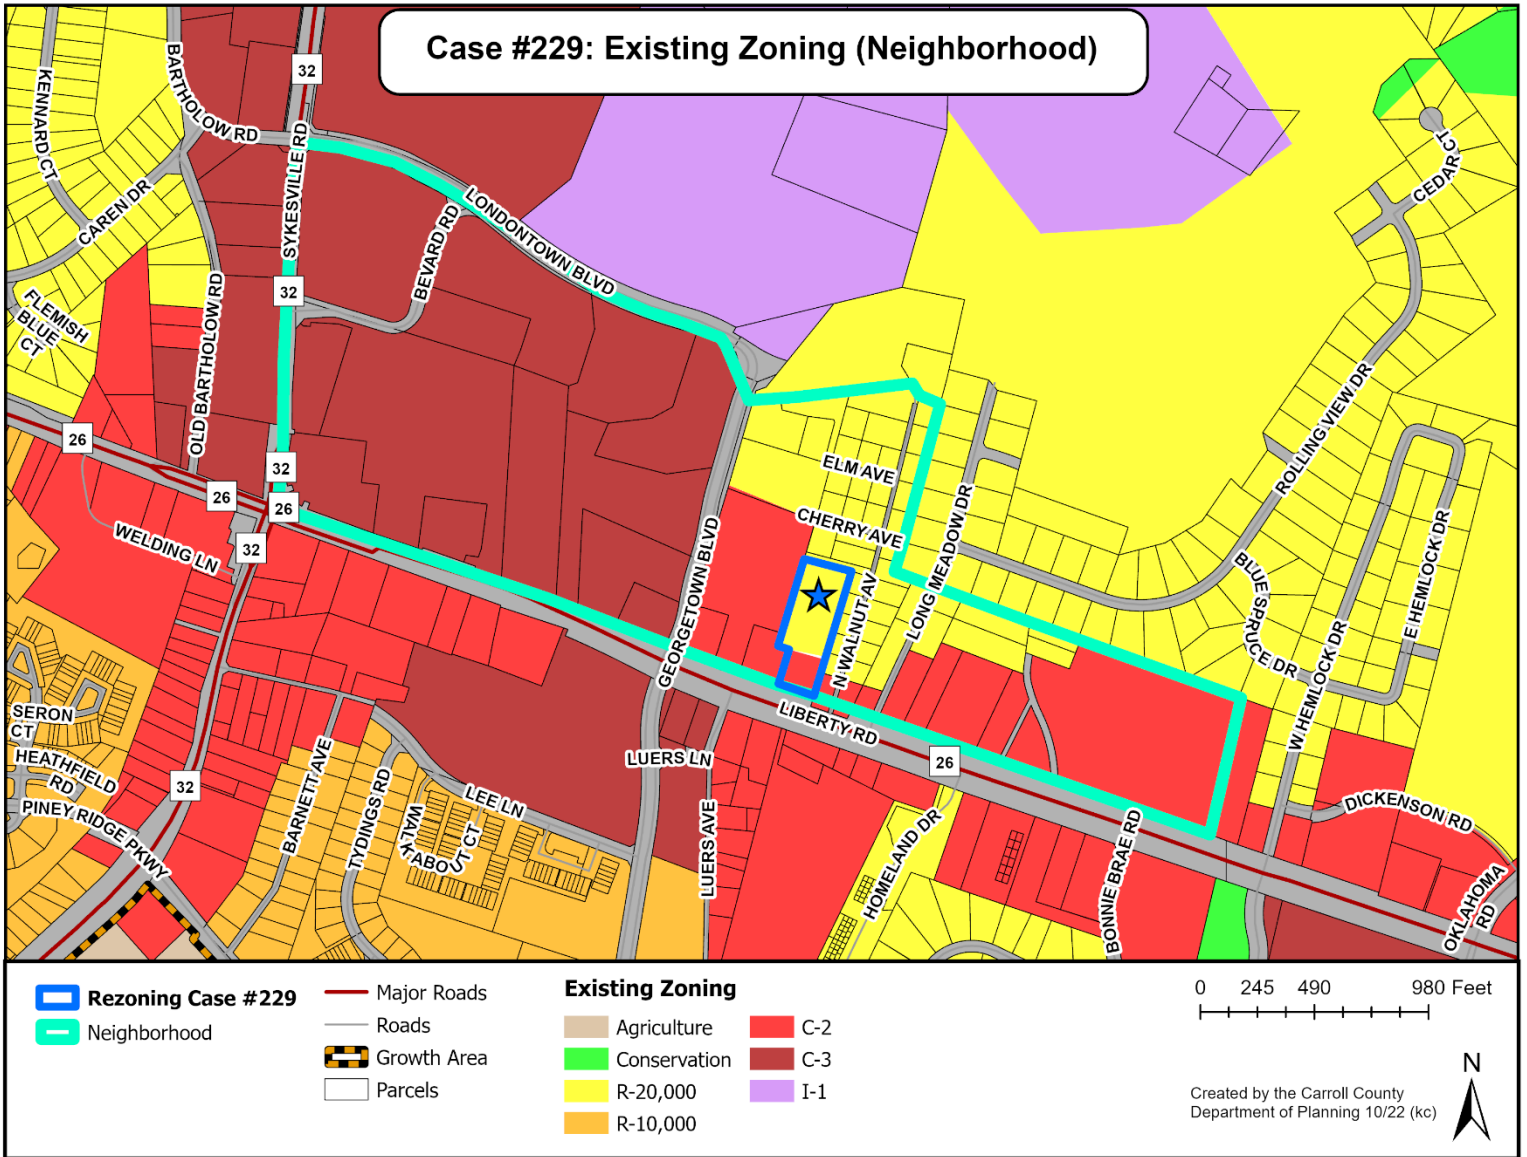 Case #229: Existing Zoning (Neighborhood)
32
KENNARD CT
BARTHOLOW RD
SYKESVILLE RD
CAREN DR
LONDONTOWN BLVD
BEVARD RD
CEDAR CT
32
FLEMISH
BLUE
CT
OLD BARTHOLOW RD
ROLLING VIEW DR
26
32
26
26
ELM AVE
CHERRY AVE
WELDING LN
32
GEORGETOWN BLVD
N WALNUT AV
LONG MEADOW DR
BLUE SPRUCE DR
E HEMLOCK DR
W HEMLOCK DR
SERON
CT
HEATHFIELD
RD
PINEY RIDGE PKWY
32
BARNETT AVE
TYDINGS RD
WALK ABOUT CT
LEE LN
LUERS LN
LUERS AVE
LIBERTY RD
26
HOMELAND DR
BONNIE BRAE RD
DICKENSON RD
OKLAHOMA
RD
Rezoning Case #229
Neighborhood
Major Roads
Roads
Growth Area
Parcels
Existing Zoning
Agriculture
Conservation
R-20,000
R-10,000
C-2
C-3
I-1
0 245 490 980 Feet
N
Created by the Carroll County
Department of Planning 10/22 (kc)